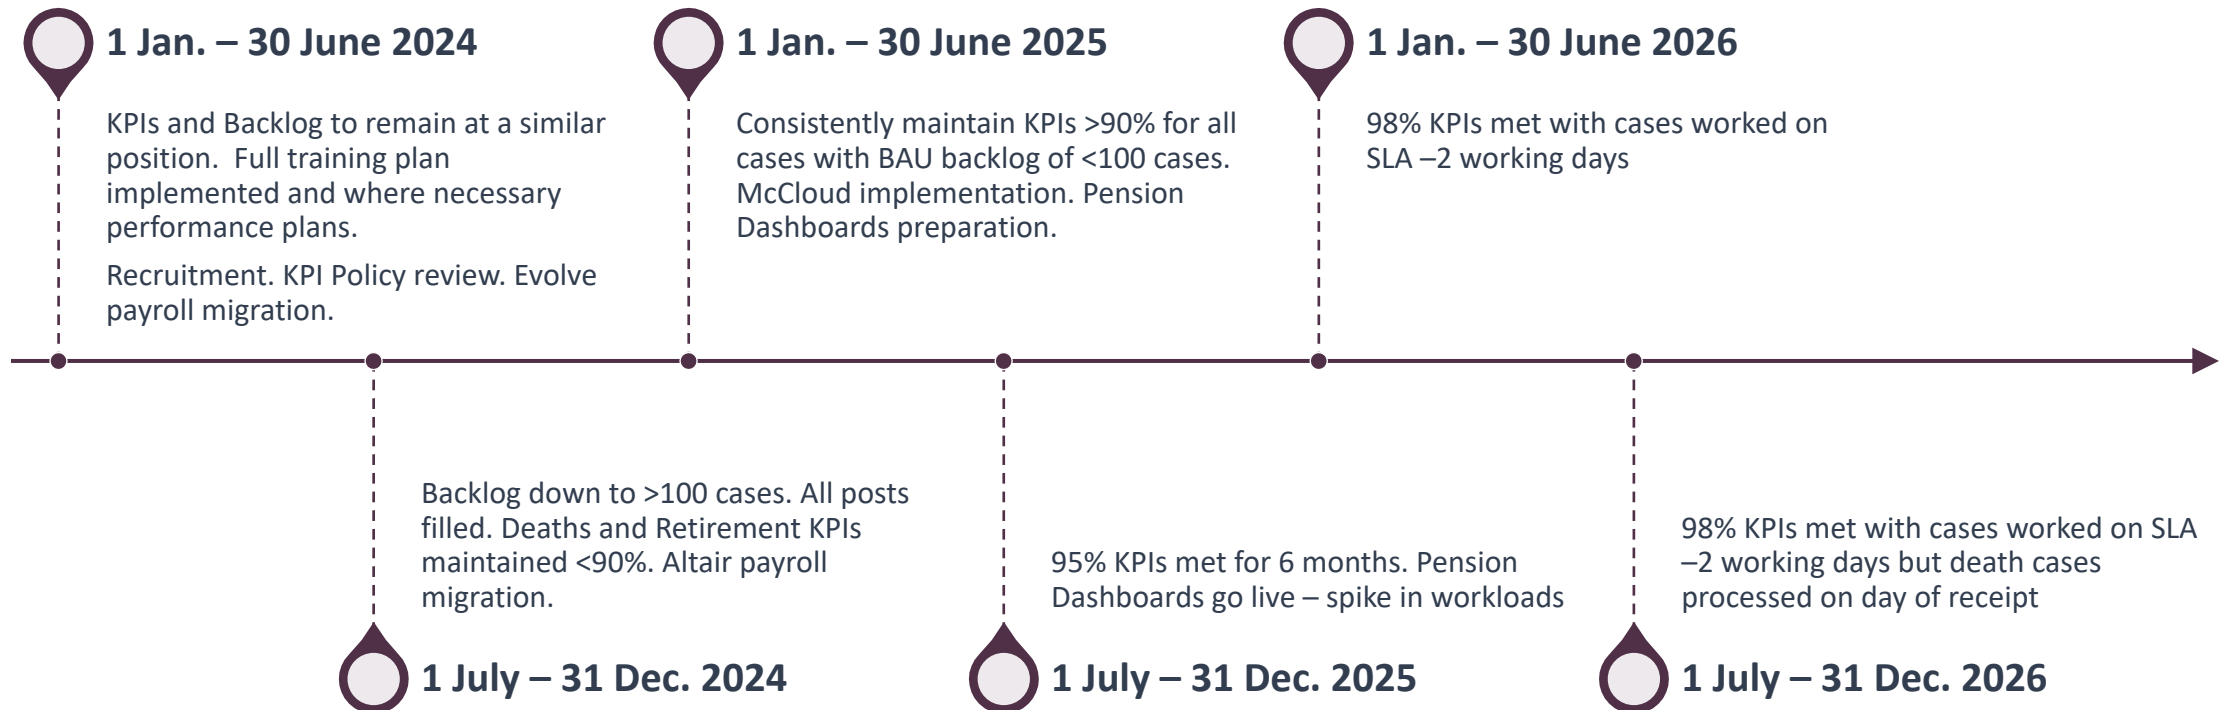 1 Jan. – 30 June 2024
KPIs and Backlog to remain at a similar
position.  Full training plan
implemented and where necessary
performance plans.
Recruitment. KPI Policy review. Evolve
payroll migration.
1 Jan. – 30 June 2025
Consistently maintain KPIs >90% for all
cases with BAU backlog of <100 cases.
McCloud implementation. Pension
Dashboards preparation.
1 Jan. – 30 June 2026
98% KPIs met with cases worked on
SLA –2 working days
Backlog down to >100 cases. All posts
filled. Deaths and Retirement KPIs
maintained <90%. Altair payroll
migration.
1 July – 31 Dec. 2024
95% KPIs met for 6 months. Pension
Dashboards go live – spike in workloads
1 July – 31 Dec. 2025
98% KPIs met with cases worked on SLA
–2 working days but death cases
processed on day of receipt
1 July – 31 Dec. 2026